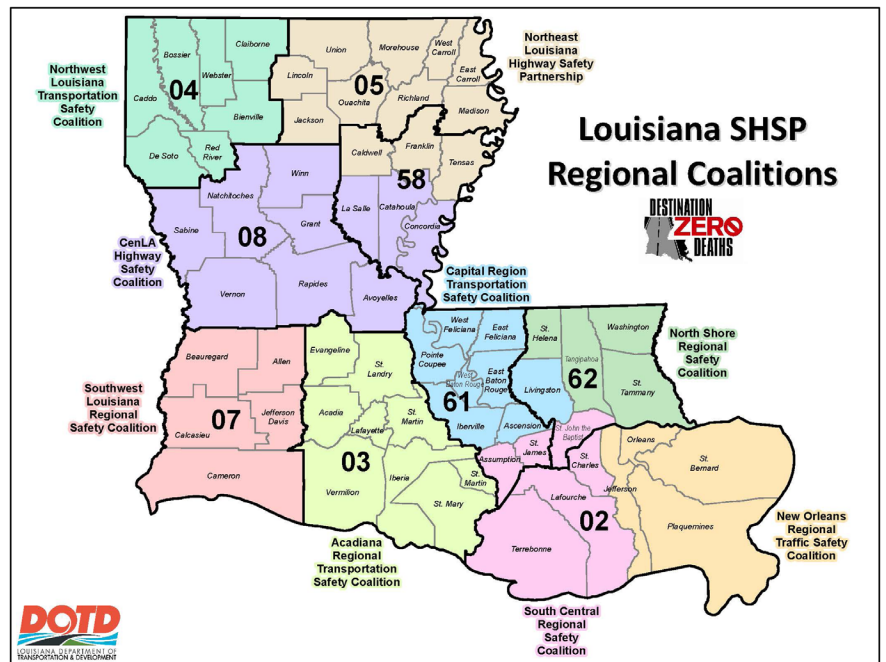 Louisiana SHSP
Regional Coalitions
DESTINATION
ZERO
DEATHS
Northwest
Louisiana
Transportation
Safety
Coalition
Northeast
Louisiana
Highway Safety
Partnership
CenLA
Highway
Safety
Coalition
Capital Region
Transportation
Safety Coalition
North Shore
Regional
Safety
Coalition
Southwest
Louisiana
Regional
Safety Coalition
Acadiana
Regional
Transportation
Safety Coalition
South Central
Regional
Safety
Coalition
New Orleans
Regional
Traffic Safety
Coalition
04
Caddo
Bossier
Webster
Claiborne
Bienville
De Soto
Red
River
05
Union
Morehouse
West
Carroll
East
Carroll
Lincoln
Ouachita
Richland
Madison
Jackson
58
Caldwell
Franklin
Tensas
La Salle
Catahoula
Concordia
08
Winn
Natchitoches
Grant
Sabine
Vernon
Rapides
Avoyelles
07
Beauregard
Allen
Calcasieu
Jefferson
Davis
Cameron
03
Evangeline
St.
Landry
Acadia
Lafayette
St.
Martin
Vermilion
Iberia
St.
Martin
St. Mary
61
West
Feliciana
East
Feliciana
Pointe
Coupee
West
Baton Rouge
East
Baton
Rouge
Iberville
Ascension
62
St.
Helena
Tangipahoa
Washington
Livingston
St.
Tammany
02
St. John the
Baptist
St.
James
Assumption
St.
Charles
Lafourche
Terrebonne
Jefferson
Orleans
St.
Bernard
Plaquemines
DOTD
LOUISIANA DEPARTMENT OF
TRANSPORTATION & DEVELOPMENT